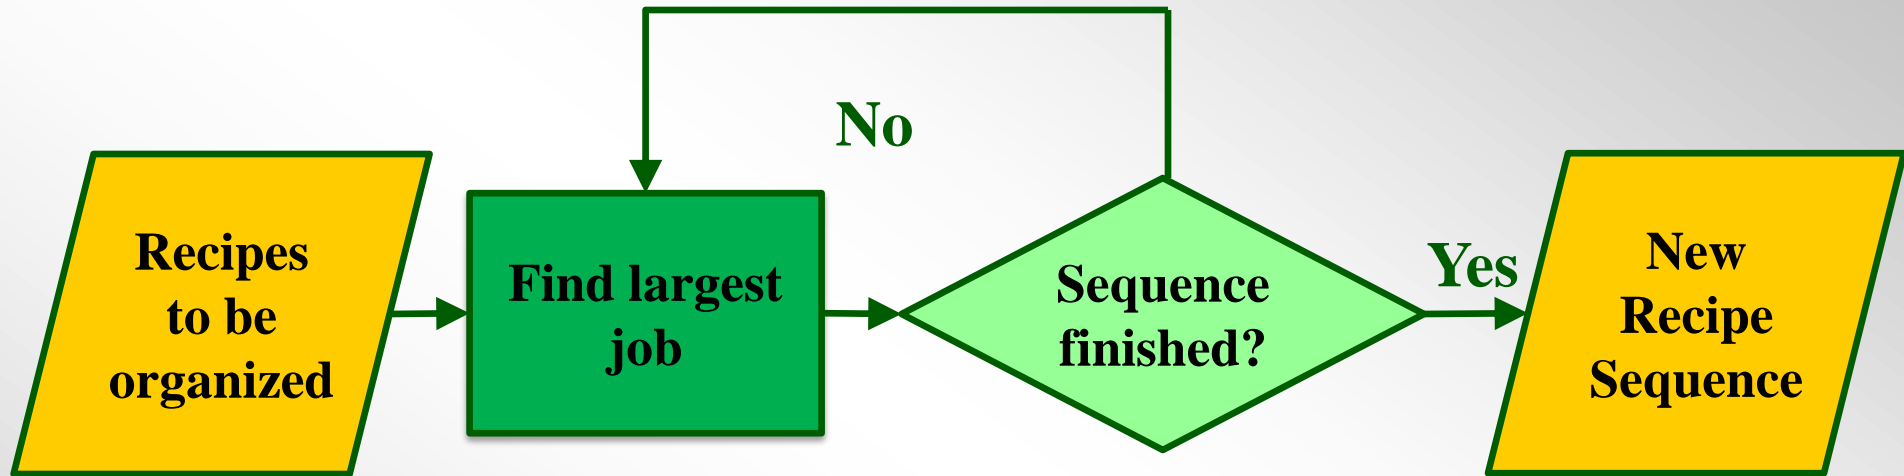 No
Recipes
to be
organized
Find largest
job
Sequence
finished?
Yes
New
Recipe
Sequence